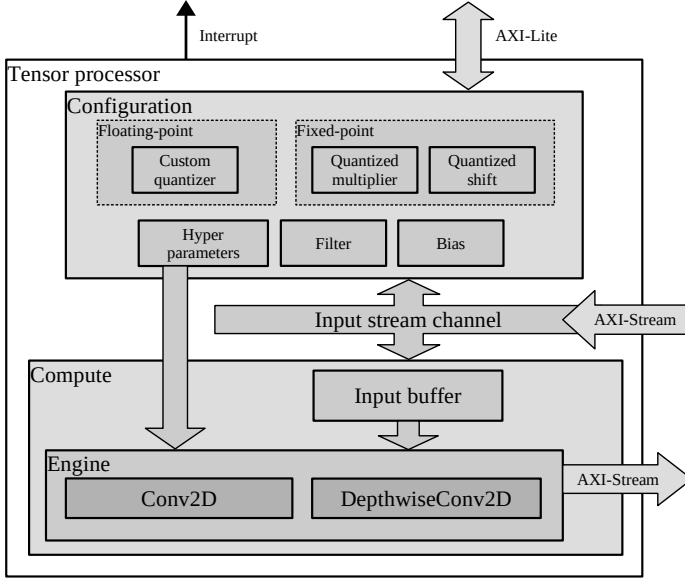 Interrupt
AXI-Lite
Tensor processor
Configuration
Floating-point
Custom
quantizer
Fixed-point
Quantized
multiplier
Quantized
shift
Hyper
parameters
Filter
Bias
Input stream channel
AXI-Stream
Compute
Input buffer
Engine
Conv2D
DepthwiseConv2D
AXI-Stream